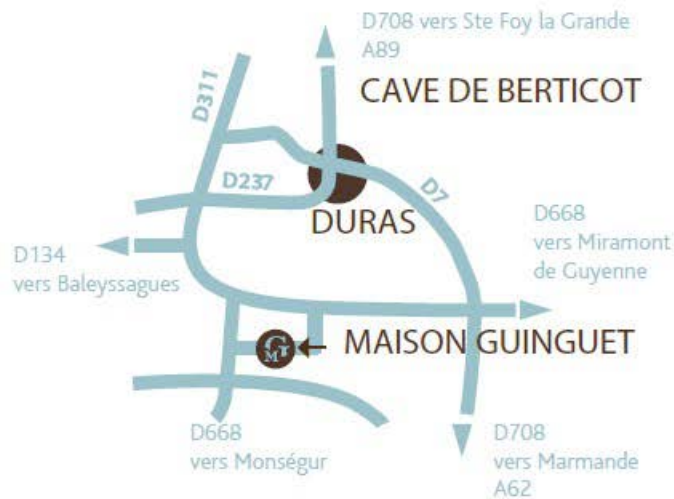 D708 vers Ste Foy la Grande
A89
CAVE DE BERTICOT
D311
D237
D7
DURAS
D668
vers Miramont
de Guyenne
D134
vers Baleyssagues
MAISON GUINGUET
GMT
D668
vers Monségur
D708
vers Marmande
A62